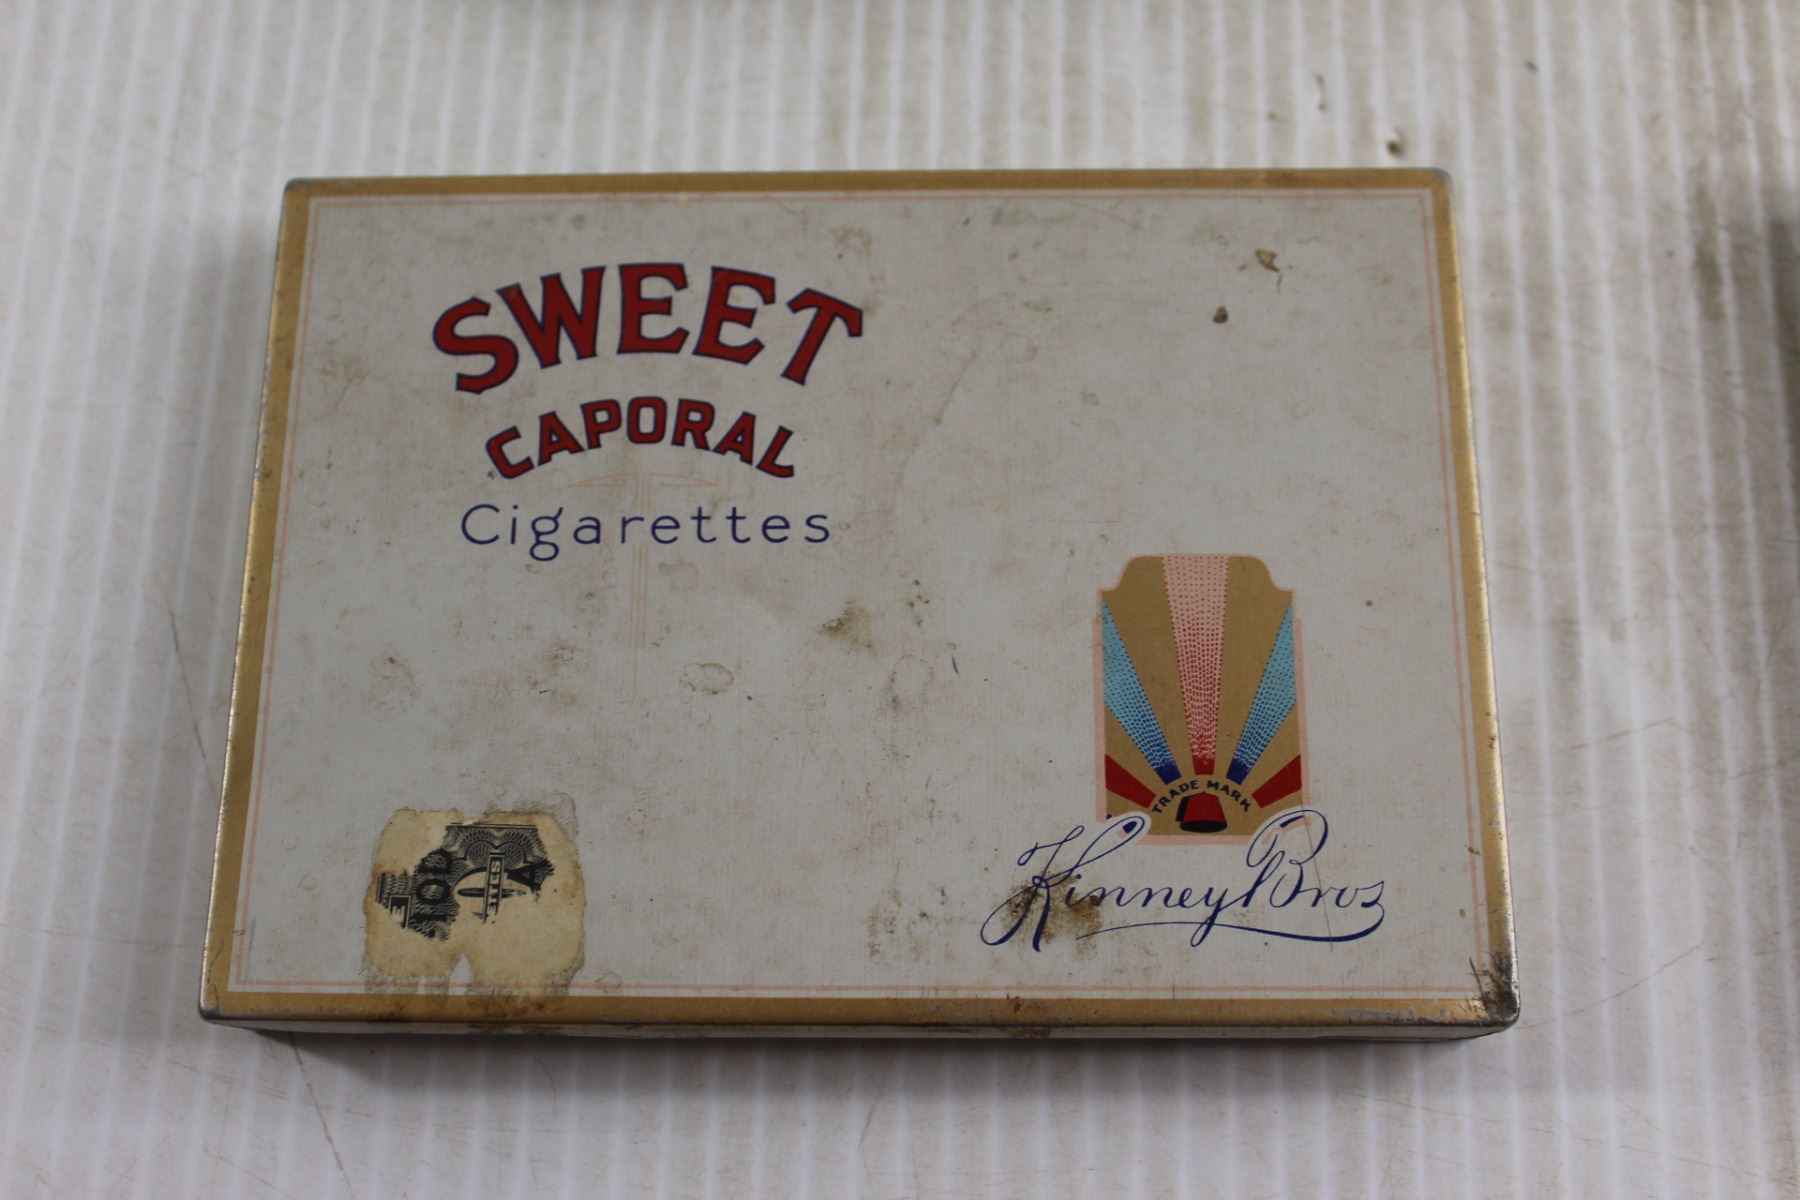 SWEET
CAPORAL
Cigarettes
TRADE MARK
Kinney Bros